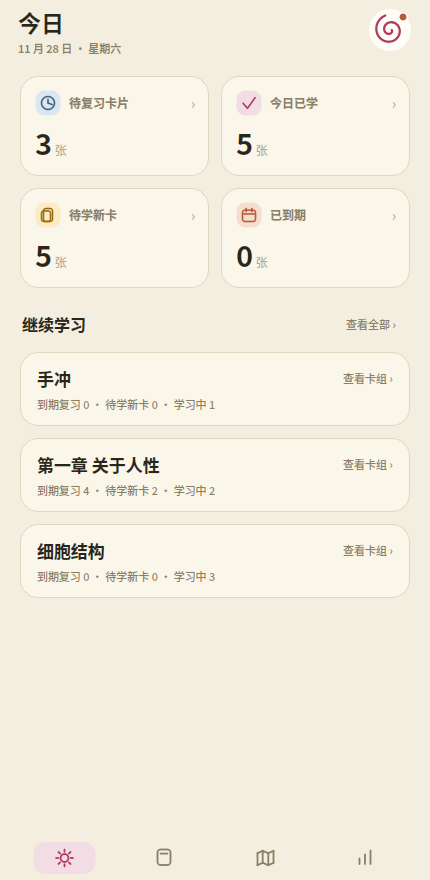 今日
11 月 28 日 · 星期六
待复习卡片 ›
3 张
今日已学 ›
5 张
待学新卡 ›
5 张
已到期 ›
0 张
继续学习 查看全部 ›
手冲 查看卡组 ›
到期复习 0 · 待学新卡 0 · 学习中 1
第一章 关于人性 查看卡组 ›
到期复习 4 · 待学新卡 2 · 学习中 2
细胞结构 查看卡组 ›
到期复习 0 · 待学新卡 0 · 学习中 3